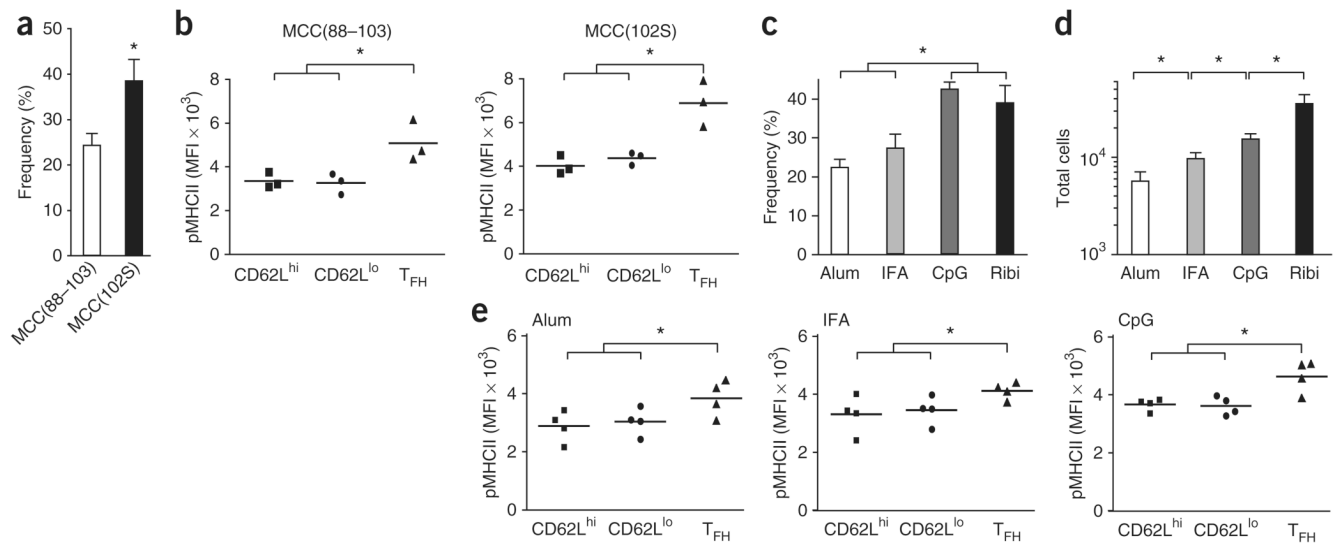 a
Frequency (%)
50
40
30
20
10
0
*
MCC(88–103)
MCC(102S)
b
MCC(88–103)
pMHCII (MFI × 10³)
8
6
4
2
0
*
CD62Lhi
CD62Llo
TFH
MCC(102S)
pMHCII (MFI × 10³)
8
6
4
2
0
*
CD62Lhi
CD62Llo
TFH
c
Frequency (%)
40
30
20
10
0
*
Alum
IFA
CpG
Ribi
d
Total cells
10⁴
10³
*
*
*
Alum
IFA
CpG
Ribi
e
Alum
pMHCII (MFI × 10³)
6
4
2
0
*
CD62Lhi
CD62Llo
TFH
IFA
pMHCII (MFI × 10³)
6
4
2
0
*
CD62Lhi
CD62Llo
TFH
CpG
pMHCII (MFI × 10³)
6
4
2
0
*
CD62Lhi
CD62Llo
TFH